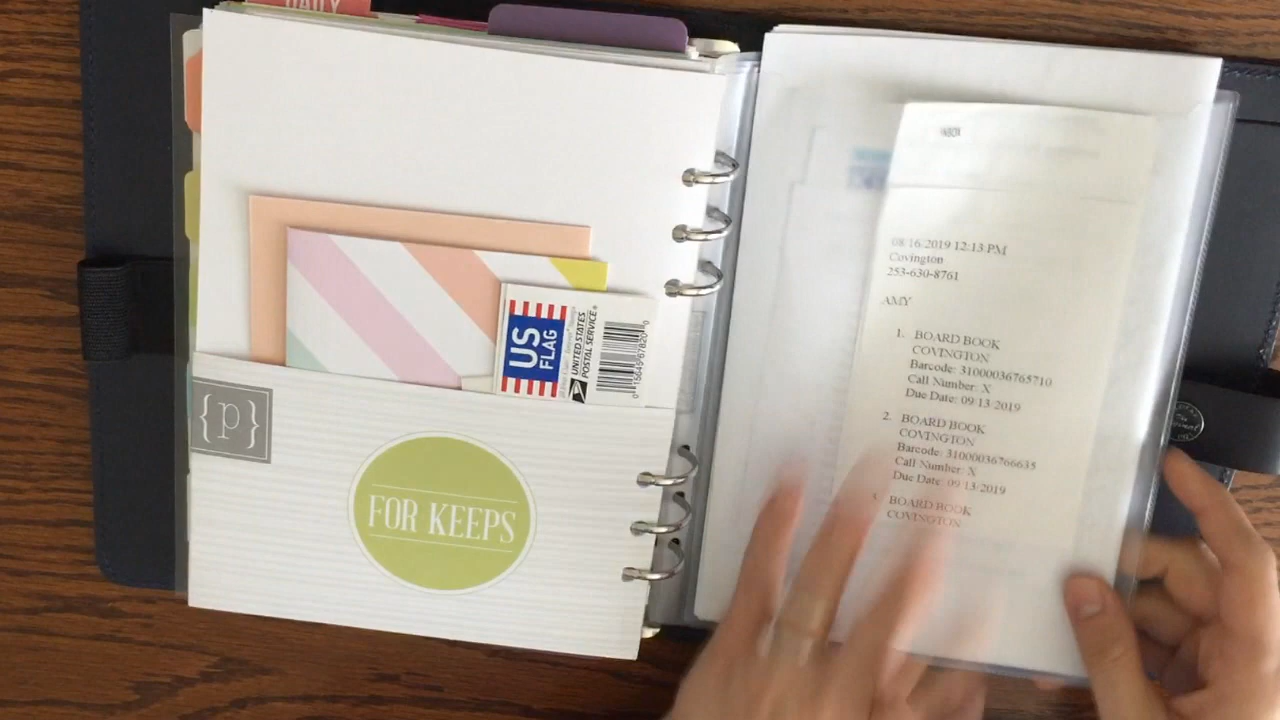 DAILY
US
FLAG
UNITED STATES
POSTAL SERVICE
{p}
FOR KEEPS
INBOX
08 16 2019 12:13 PM
Covington
253-630-8761
AMY
1. BOARD BOOK
COVINGTON
Barcode: 31000036765710
Call Number: X
Due Date: 09/13/2019
2. BOARD BOOK
COVINGTON
Barcode: 31000036766635
Call Number: X
Due Date: 09/13/2019
BOARD BOOK
COVINGTON